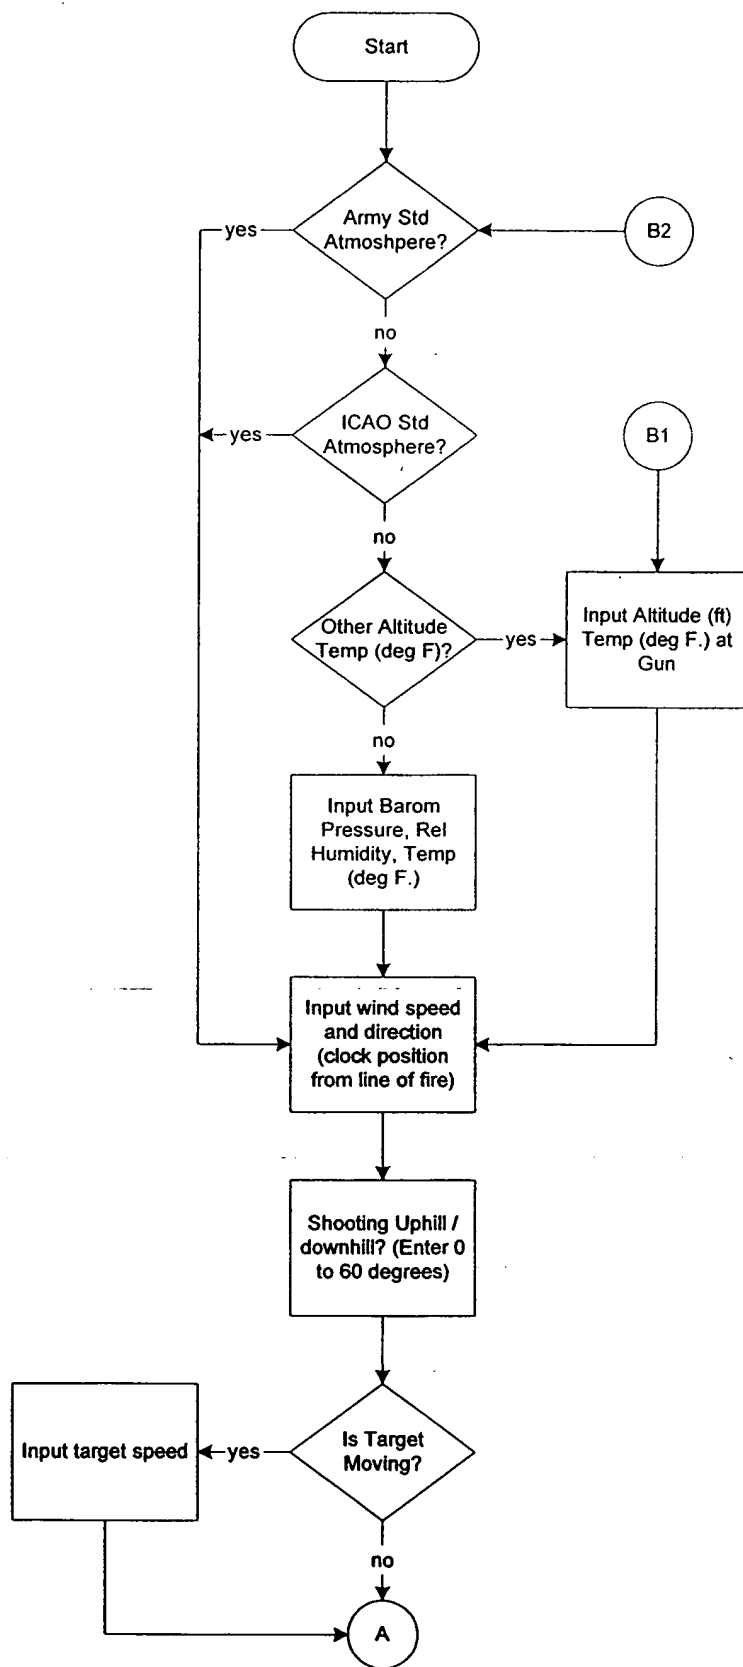 Start
Army Std
Atmoshpere?
yes
B2
no
ICAO Std
Atmosphere?
yes
B1
no
Other Altitude
Temp (deg F)?
yes
Input Altitude (ft)
Temp (deg F.) at
Gun
no
Input Barom
Pressure, Rel
Humidity, Temp
(deg F.)
Input wind speed
and direction
(clock position
from line of fire)
Shooting Uphill /
downhill? (Enter 0
to 60 degrees)
Input target speed
yes
Is Target
Moving?
no
A